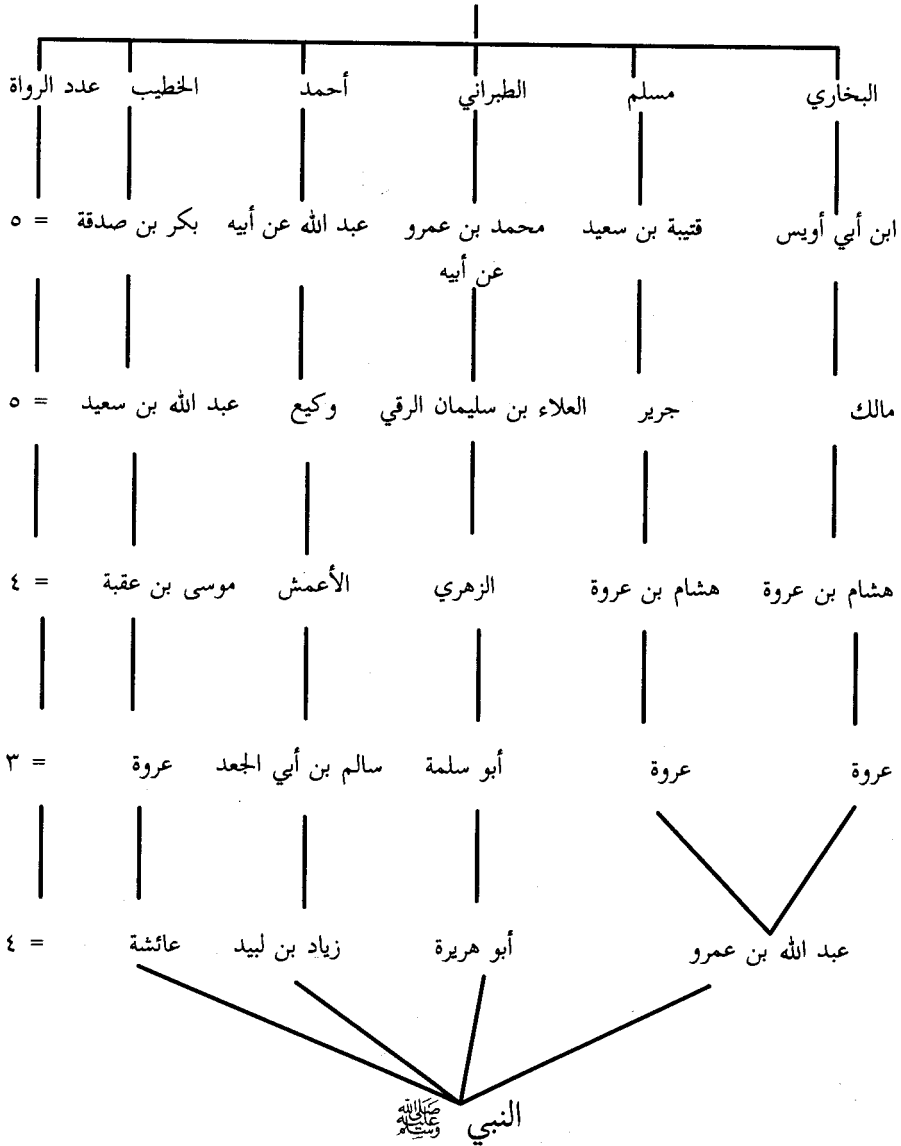 البخاري مسلم الطبراني أحمد الخطيب عدد الرواة
ابن أبي أويس قتيبة بن سعيد محمد بن عمرو عبد الله عن أبيه بكر بن صدقة = ٥
عن أبيه
مالك جرير العلاء بن سليمان الرقي وكيع عبد الله بن سعيد = ٥
هشام بن عروة هشام بن عروة الزهري الأعمش موسى بن عقبة = ٤
عروة عروة أبو سلمة سالم بن أبي الجعد عروة = ٣
عبد الله بن عمرو أبو هريرة زياد بن لبيد عائشة = ٤
النبي ﷺ